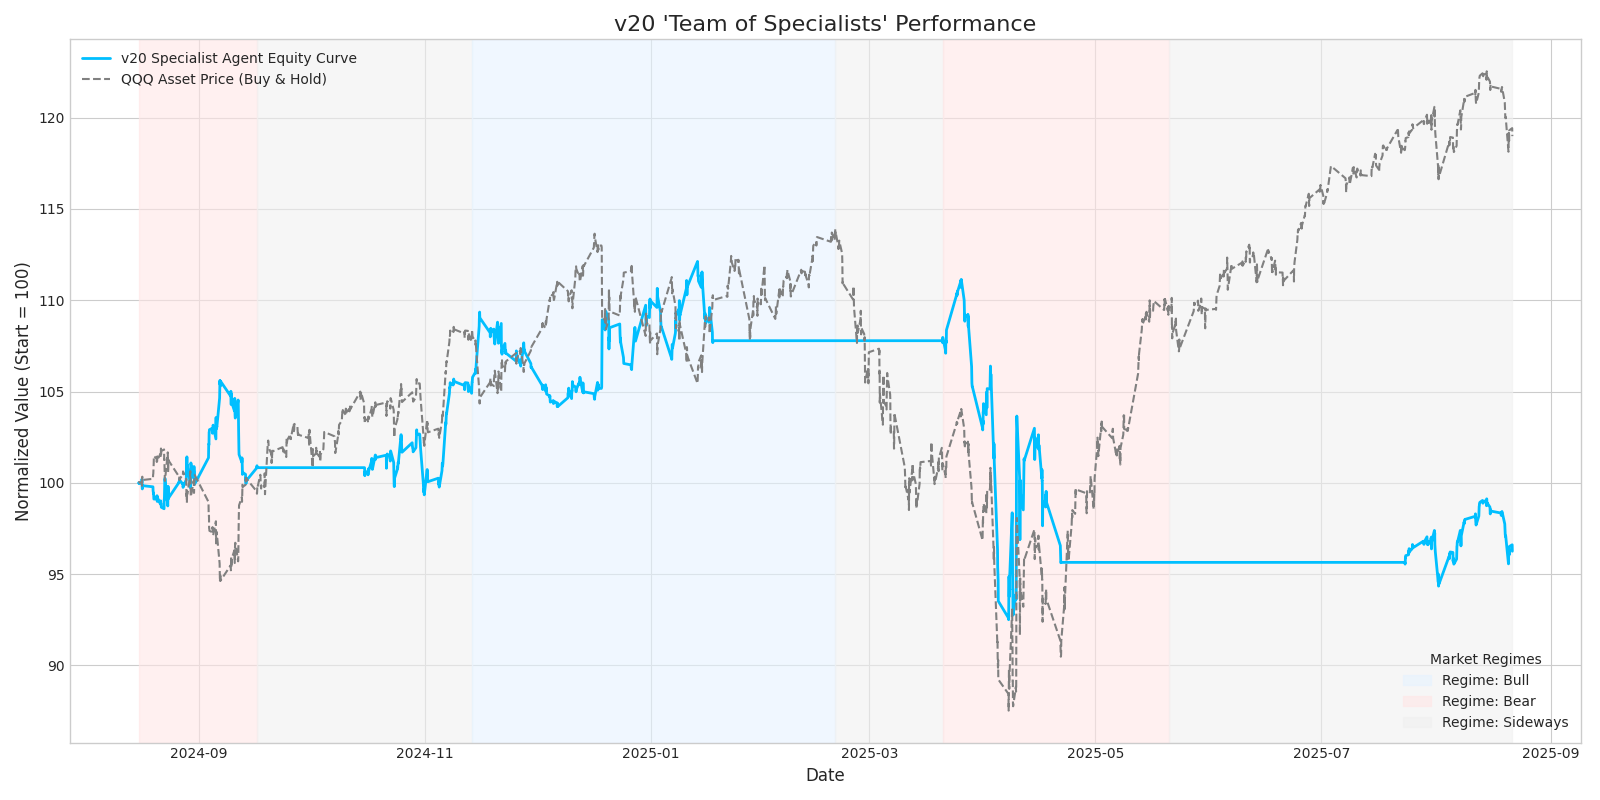 v20 'Team of Specialists' Performance
v20 Specialist Agent Equity Curve
QQQ Asset Price (Buy & Hold)
Normalized Value (Start = 100)
120
115
110
105
100
95
90
Market Regimes
Regime: Bull
Regime: Bear
Regime: Sideways
2024-09
2024-11
2025-01
2025-03
2025-05
2025-07
2025-09
Date